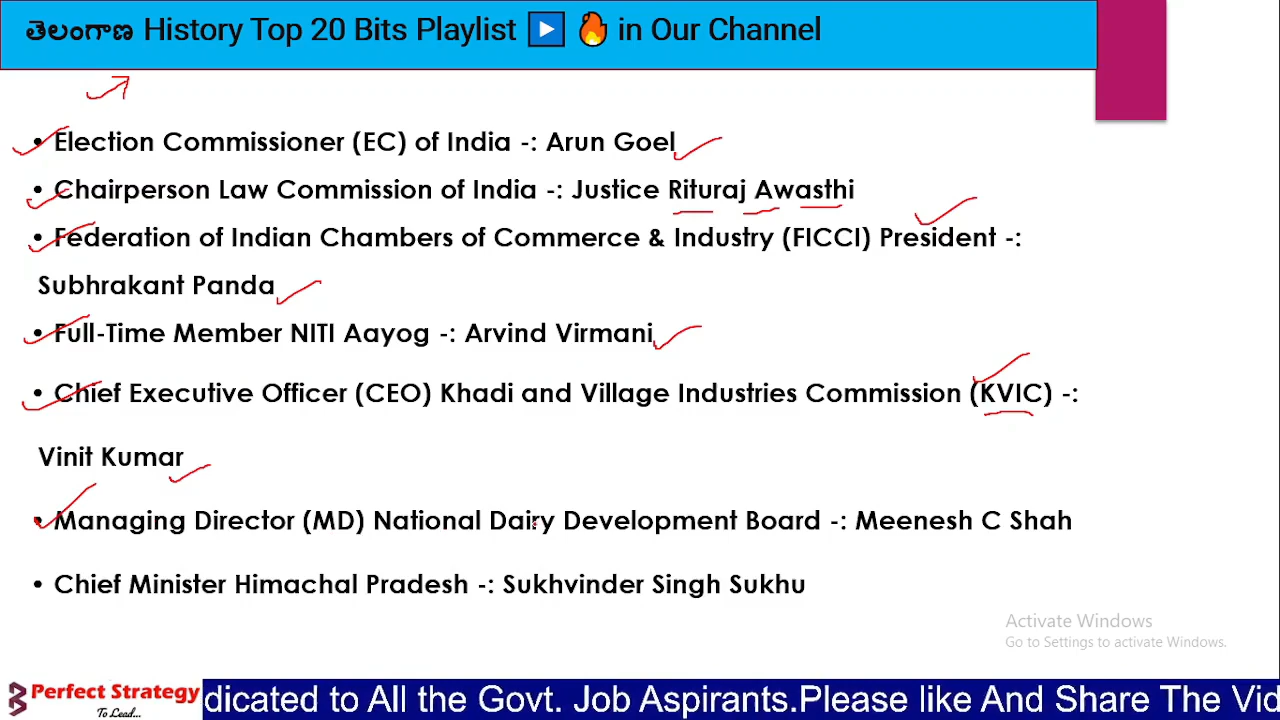 తెలంగాణ History Top 20 Bits Playlist ▶️ 🔥 in Our Channel
• Election Commissioner (EC) of India -: Arun Goel
• Chairperson Law Commission of India -: Justice Rituraj Awasthi
• Federation of Indian Chambers of Commerce & Industry (FICCI) President -:
Subhrakant Panda
• Full-Time Member NITI Aayog -: Arvind Virmani
• Chief Executive Officer (CEO) Khadi and Village Industries Commission (KVIC) -:
Vinit Kumar
• Managing Director (MD) National Dairy Development Board -: Meenesh C Shah
• Chief Minister Himachal Pradesh -: Sukhvinder Singh Sukhu
Activate Windows
Go to Settings to activate Windows.
Perfect Strategy
To Lead...
dicated to All the Govt. Job Aspirants.Please like And Share The Vid